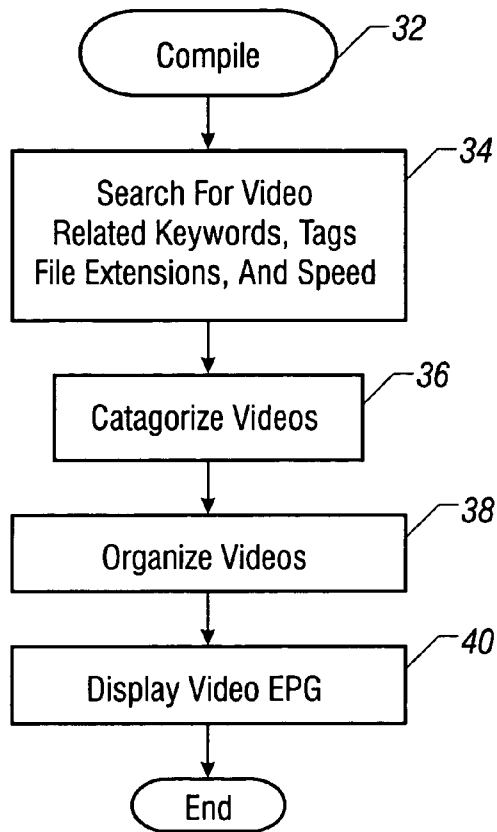 Compile
32
34
Search For Video
Related Keywords, Tags
File Extensions, And Speed
36
Catagorize Videos
38
Organize Videos
40
Display Video EPG
End